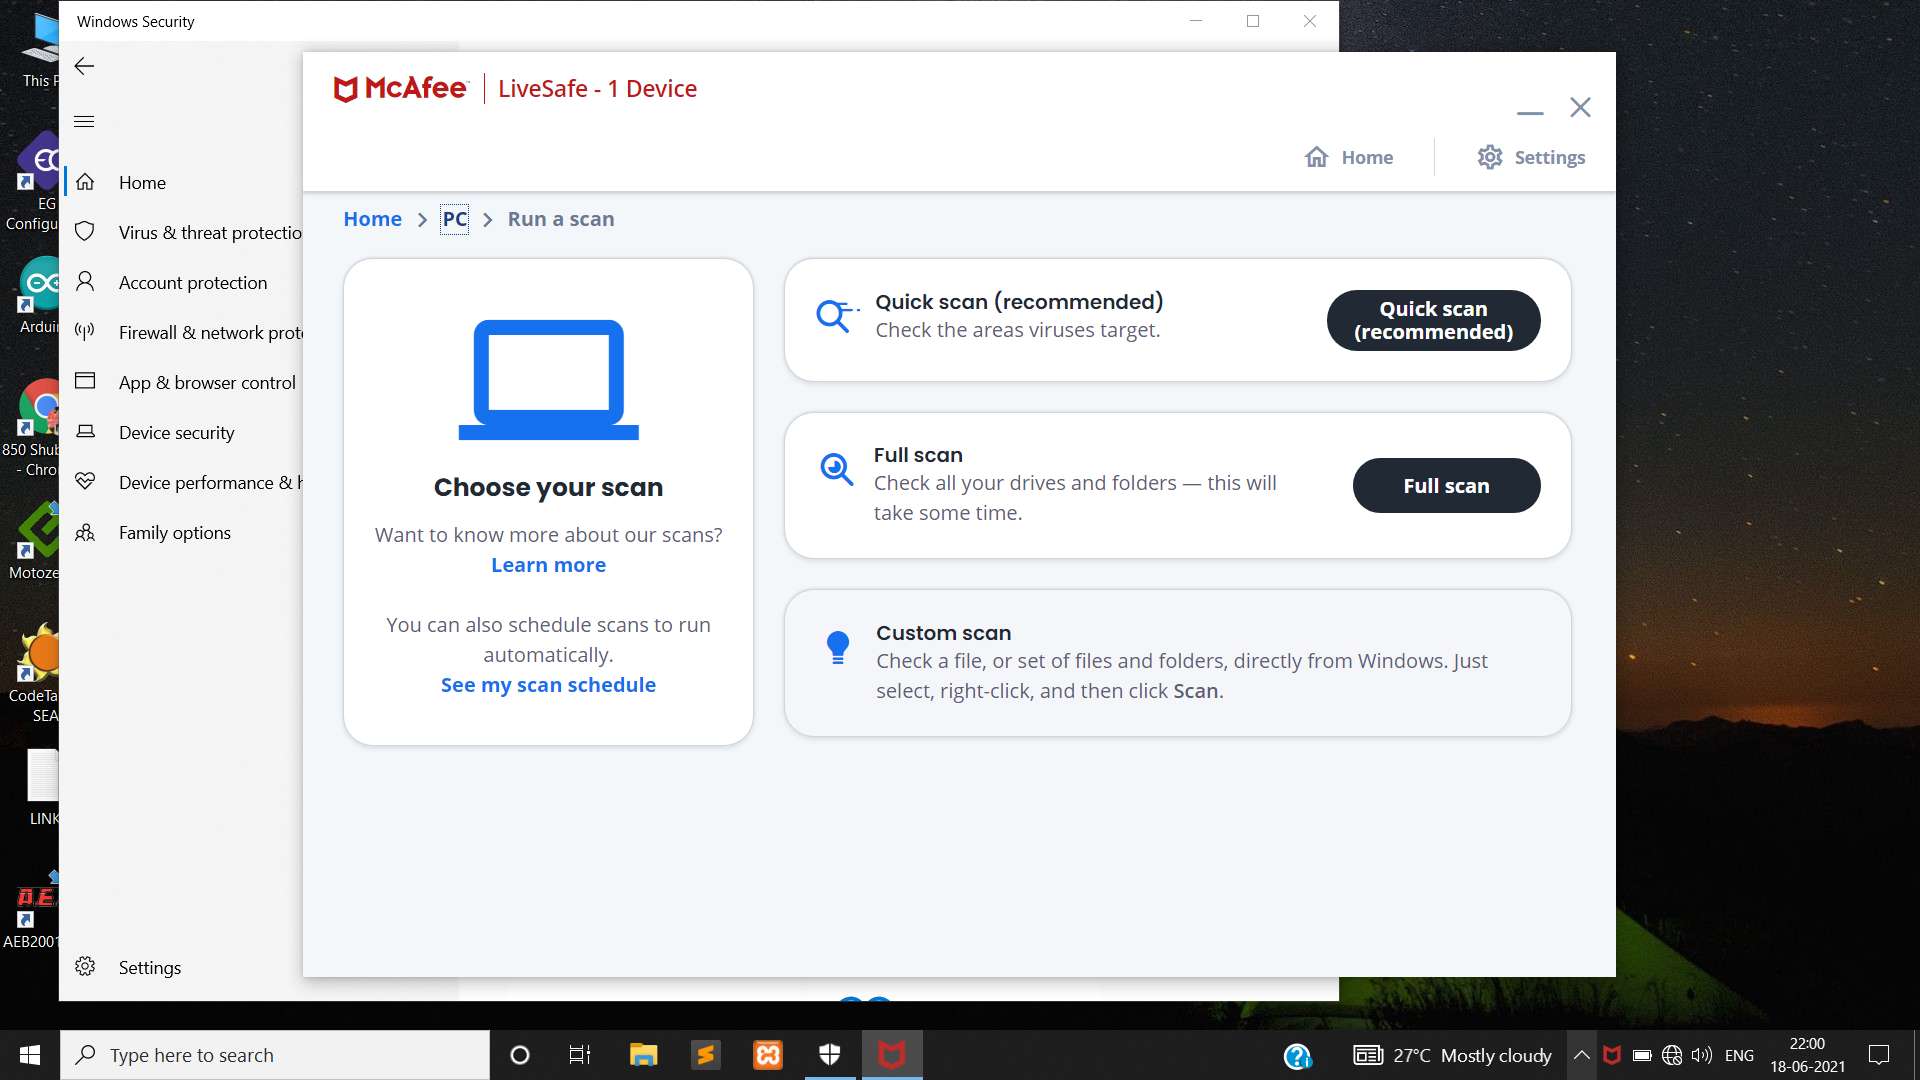 Windows Security
This P
EG
Configu
Arduin
850 Shub
- Chro
Motoze
CodeTa
SEA
LINK
AEB2001
Home
Virus & threat protectio
Account protection
Firewall & network prot
App & browser control
Device security
Device performance & h
Family options
Settings
McAfee LiveSafe - 1 Device
Home Settings
Home > PC > Run a scan
Choose your scan
Want to know more about our scans?
Learn more
You can also schedule scans to run
automatically.
See my scan schedule
Quick scan (recommended)
Check the areas viruses target.
Quick scan
(recommended)
Full scan
Check all your drives and folders — this will
take some time.
Full scan
Custom scan
Check a file, or set of files and folders, directly from Windows. Just
select, right-click, and then click Scan.
Type here to search
27°C Mostly cloudy
ENG
22:00
18-06-2021